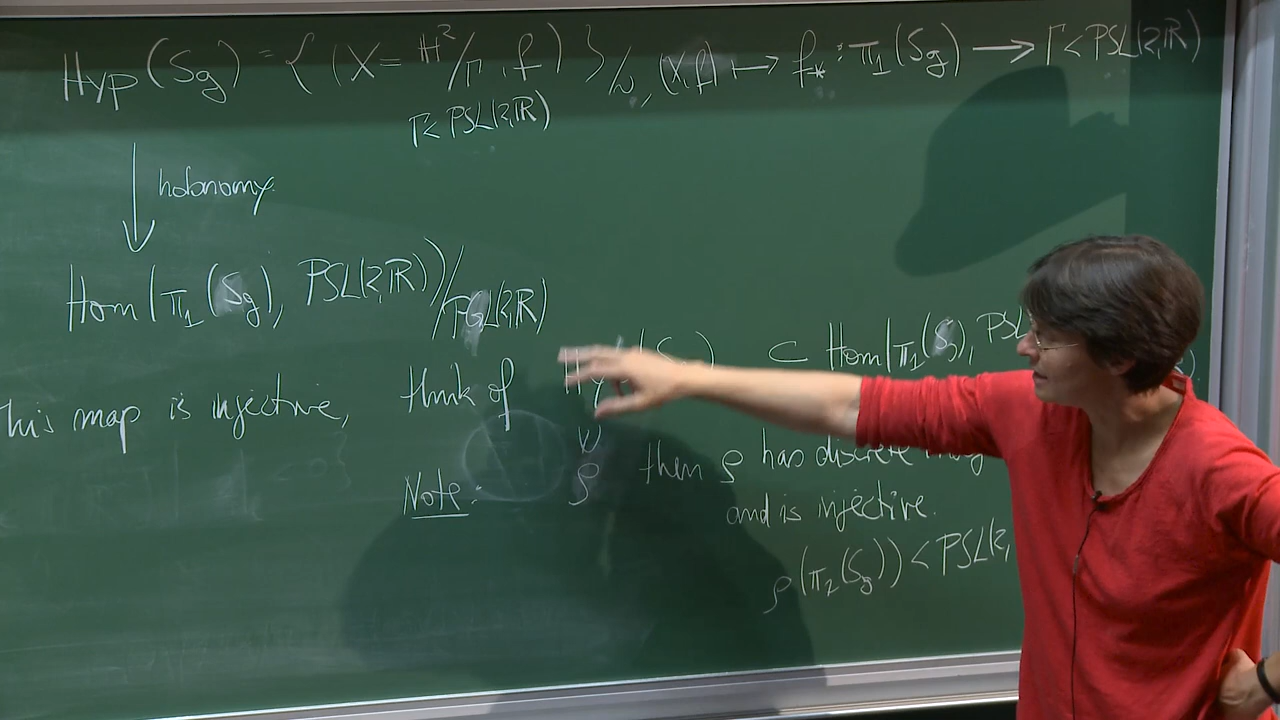 Hyp(Sg) = { (X = ℍ²/Γ, f) }/~, (X,f) ⟼ f_* : π₁(Sg) ⟶ Γ < PSL(2,ℝ)
Γ < PSL(2,ℝ)
↓ holonomy
Hom(π₁(Sg), PSL(2,ℝ))/PGL(2,ℝ)
This map is injective, think of Hyp(Sg) ⊂ Hom(π₁(Sg), PSL
Note: ρ then ρ has discrete
and is injective.
ρ(π₁(Sg)) < PSL(2,